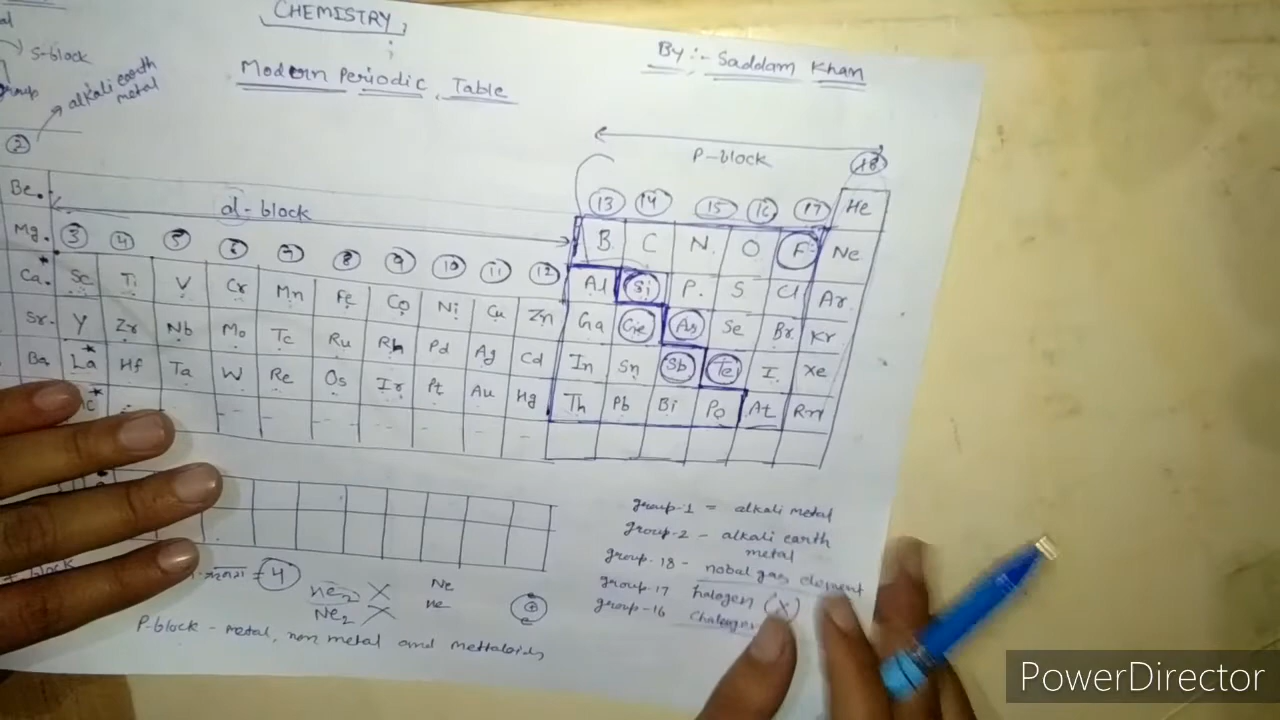 CHEMISTRY,
By :- Saddam Khan
Modern Periodic Table
S-block
group
alkali earth
metal
P-block
d-block
2
13 14 15 16 17 18
3 4 5 6 7 8 9 10 11 12
Be. B C N. O F He
Mg. Al Si P. S Cl Ne
Ca. Sc Ti V Cr Mn Fe Co Ni Cu Zn Ga Ge As Se Br Ar
Sr. Y Zr Nb Mo Tc Ru Rh Pd Ag Cd In Sn Sb Te I Kr
Ba La Hf Ta W Re Os Ir Pt Au Hg Th Pb Bi Po At Xe
Rn
group-1 = alkali metal
group-2 - alkali earth
metal
group-18 - nobal gas element
group-17 halogen (X)
group-16
= 4
ne2 X Ne
Ne2 X ne
P-block - metal, non metal and mettaloids
PowerDirector